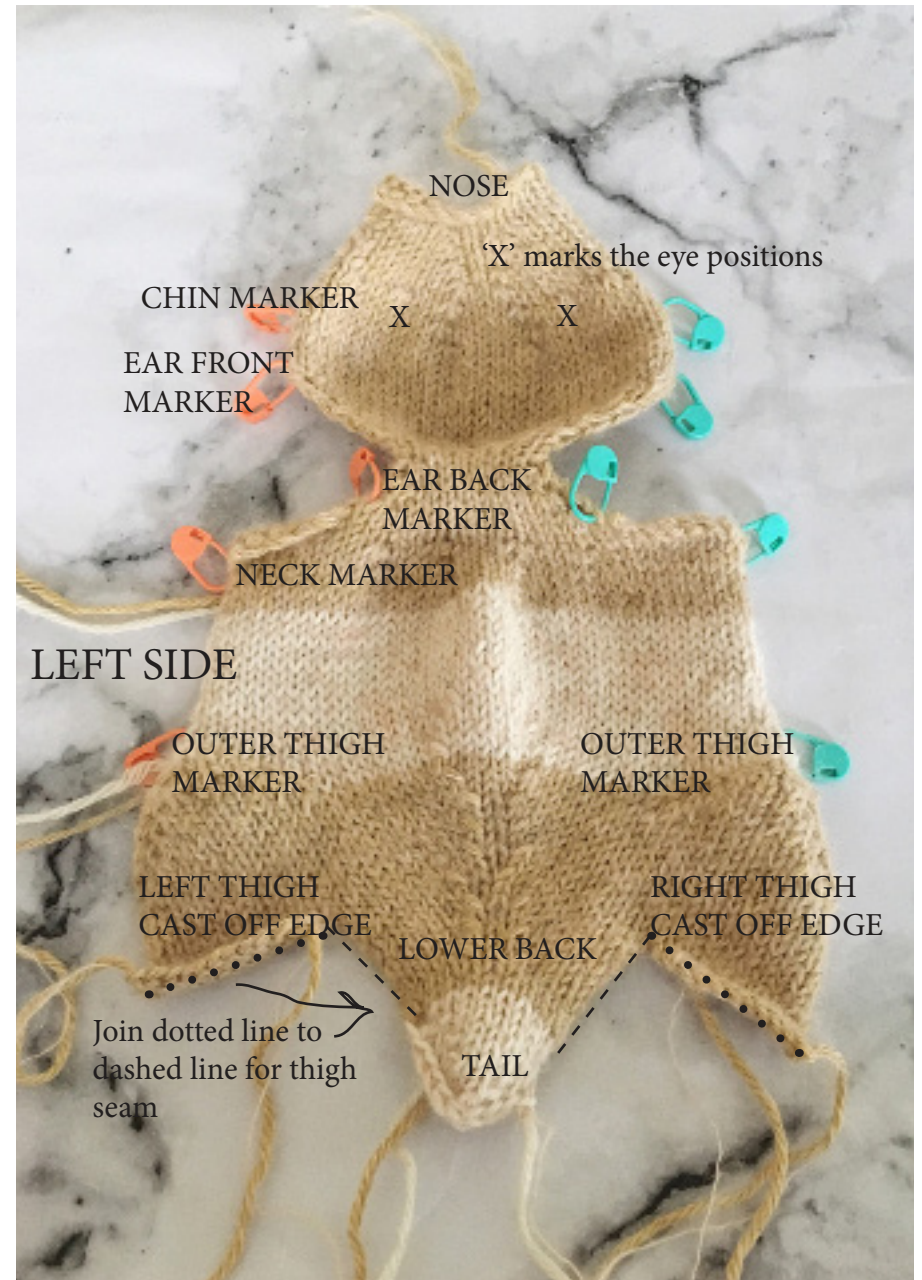 NOSE
‘X’ marks the eye positions
CHIN MARKER
X X
EAR FRONT
MARKER
EAR BACK
MARKER
NECK MARKER
LEFT SIDE
OUTER THIGH
MARKER
OUTER THIGH
MARKER
LEFT THIGH
CAST OFF EDGE
RIGHT THIGH
CAST OFF EDGE
LOWER BACK
Join dotted line to
dashed line for thigh
seam
TAIL